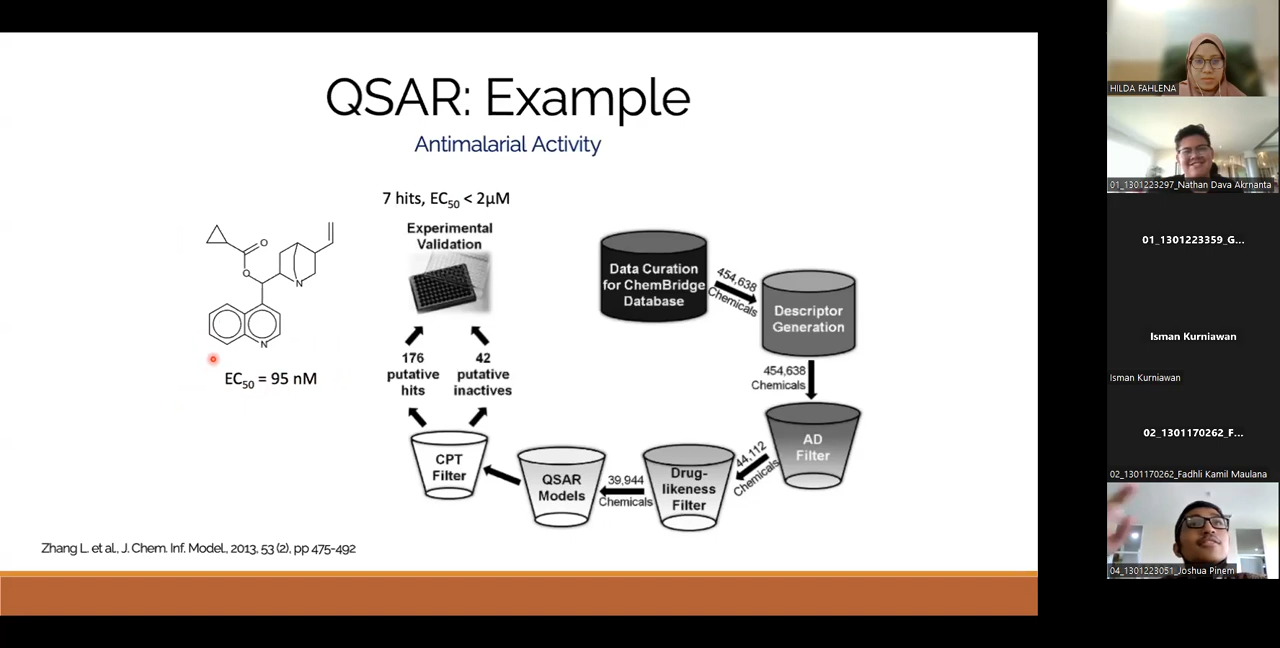 QSAR: Example
Antimalarial Activity
7 hits, EC50 < 2μM
Experimental
Validation
O
O
N
N
EC50 = 95 nM
176
putative
hits
42
putative
inactives
CPT
Filter
QSAR
Models
39,944
Chemicals
Drug-
likeness
Filter
44,112
Chemicals
AD
Filter
454,638
Chemicals
Descriptor
Generation
454,638
Chemicals
Data Curation
for ChemBridge
Database
Zhang L. et al., J. Chem. Inf. Model., 2013, 53 (2), pp 475-492
HILDA FAHLENA
01_1301223297_Nathan Dava Akrnanta
01_1301223359_G...
Isman Kurniawan
Isman Kurniawan
02_1301170262_F...
02_1301170262_Fadhli Kamil Maulana
04_1301223051_Joshua Pinem